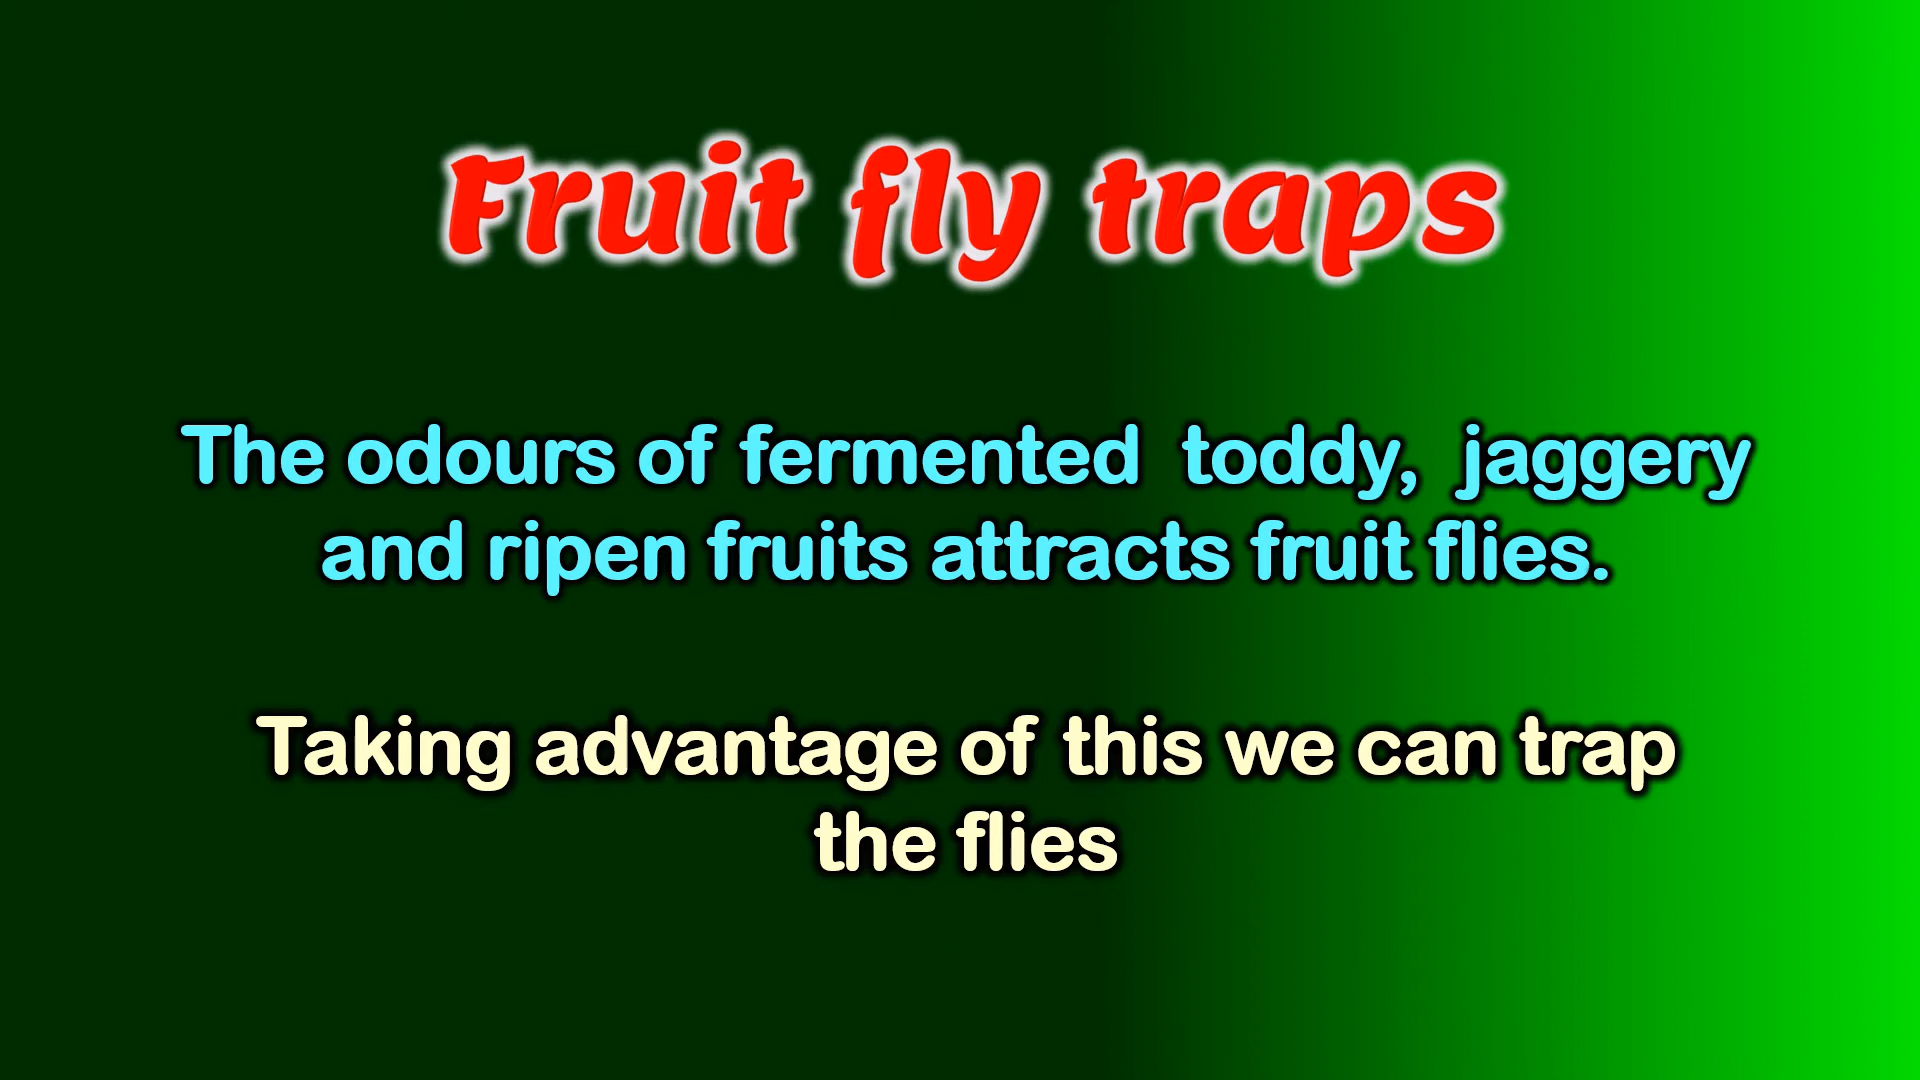 Fruit fly traps
The odours of fermented toddy, jaggery
and ripen fruits attracts fruit flies.
Taking advantage of this we can trap
the flies